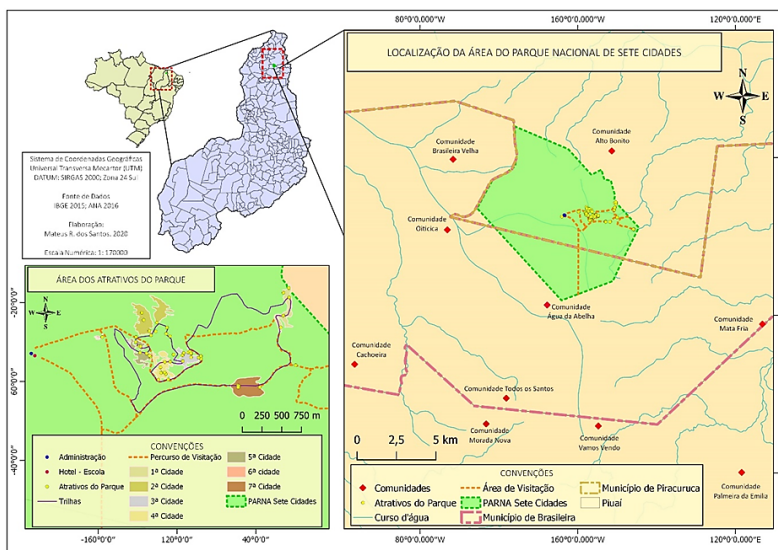 80°0'0.000"W
160°0'0.000"W
120°0'0.000"E
LOCALIZAÇÃO DA ÁREA DO PARQUE NACIONAL DE SETE CIDADES
N
W E
S
Comunidade
Brasileira Velha
Comunidade
Alto Bonito
Comunidade
Oiticica
Comunidade
Água da Abelha
Comunidade
Mata Fria
Comunidade
Cachoeira
Comunidade Todos os Santos
Comunidade
Morada Nova
Comunidade
Vamos Vendo
Comunidade
Palmeira da Emilia
0 2,5 5 km
CONVENÇÕES
Comunidades
Atrativos do Parque
Curso d'água
Área de Visitação
PARNA Sete Cidades
Município de Brasileira
Município de Piracuruca
Piuaí
80°0'0.000"W
160°0'0.000"W
120°0'0.000"E
Sistema de Coordenadas Geográficas
Universal Transversa Mecartor (UTM)
DATUM: SIRGAS 2000; Zona 24 Sul
Fonte de Dados
IBGE 2015; ANA 2016
Elaboração:
Mateus R. dos Santos. 2020
Escala Numérica: 1: 170000
ÁREA DOS ATRATIVOS DO PARQUE
N
W E
S
0 250 500 750 m
CONVENÇÕES
Administração
Hotel - Escola
Atrativos do Parque
Trilhas
Percurso de Visitação
1ª Cidade
2ª Cidade
3ª Cidade
4ª Cidade
5ª Cidade
6ª cidade
7ª Cidade
PARNA Sete Cidades
-20°0'0"
60°0'0"
-40°0'0"
-160°0'0"
-60°0'0"
40°0'0"